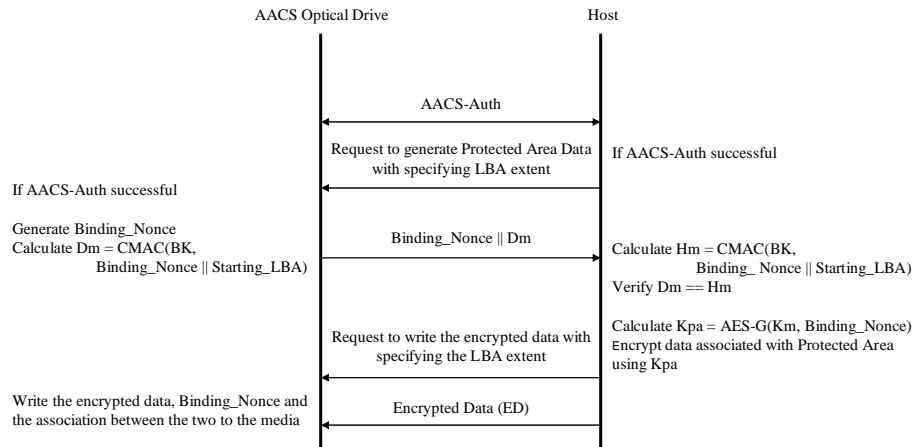 AACS Optical Drive
Host
AACS-Auth
Request to generate Protected Area Data
with specifying LBA extent
If AACS-Auth successful
If AACS-Auth successful
Generate Binding_Nonce
Calculate Dm = CMAC(BK,
Binding_Nonce || Starting_LBA)
Binding_Nonce || Dm
Calculate Hm = CMAC(BK,
Binding_ Nonce || Starting_LBA)
Verify Dm == Hm
Calculate Kpa = AES-G(Km, Binding_Nonce)
Encrypt data associated with Protected Area
using Kpa
Request to write the encrypted data with
specifying the LBA extent
Write the encrypted data, Binding_Nonce and
the association between the two to the media
Encrypted Data (ED)